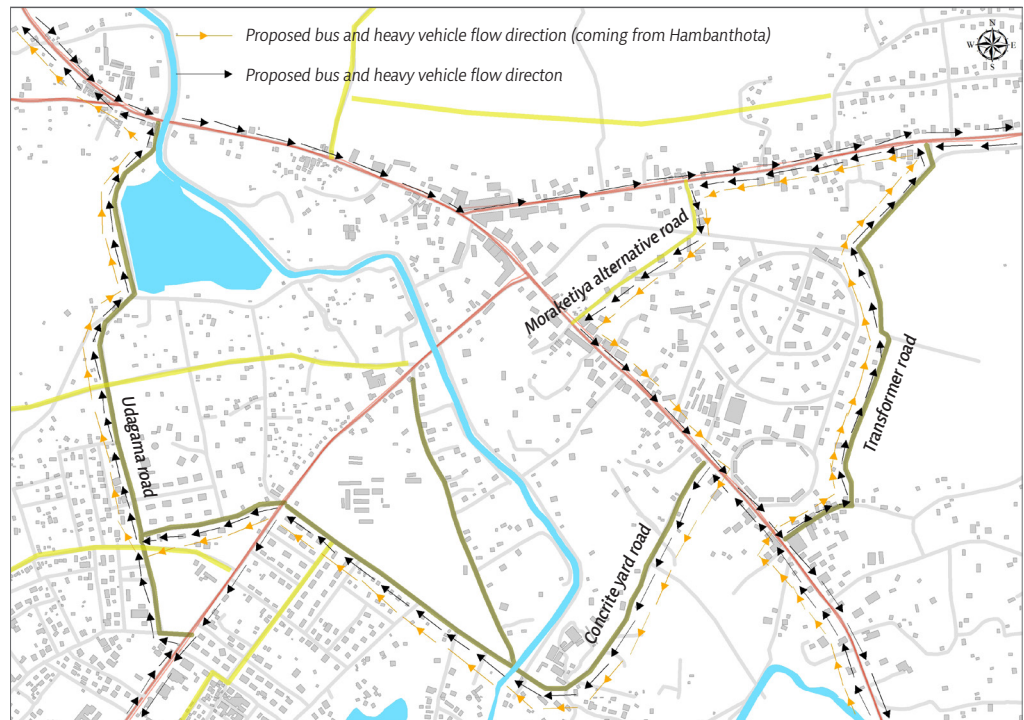 Proposed bus and heavy vehicle flow direction (coming from Hambanthota)
Proposed bus and heavy vehicle flow directon
N
W E
S
Moraketiya alternative road
Transformer road
Udagama road
Concrite yard road